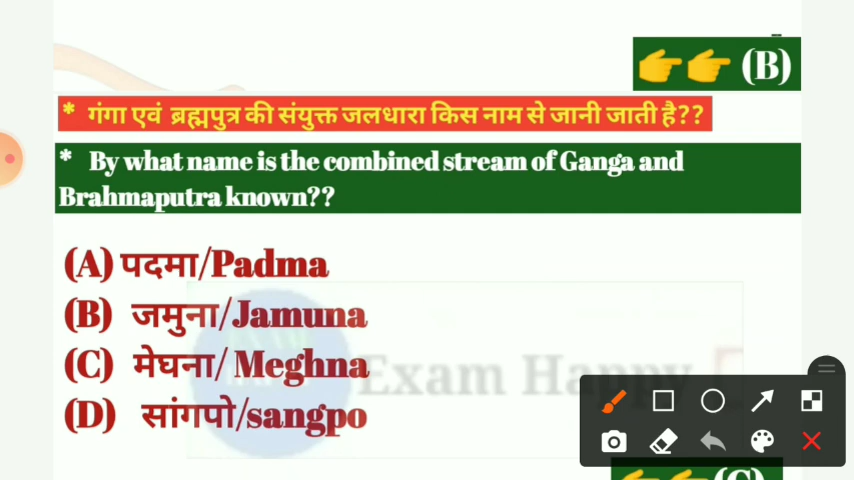 (B)
* गंगा एवं ब्रह्मपुत्र की संयुक्त जलधारा किस नाम से जानी जाती है??
* By what name is the combined stream of Ganga and
Brahmaputra known??
(A) पदमा/Padma
(B) जमुना/Jamuna
(C) मेघना/ Meghna
(D) सांगपो/sangpo
Exam Happy
(C)